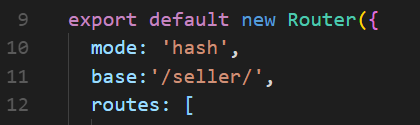 9 export default new Router({
10 mode: 'hash',
11 base:'/seller/',
12 routes: [